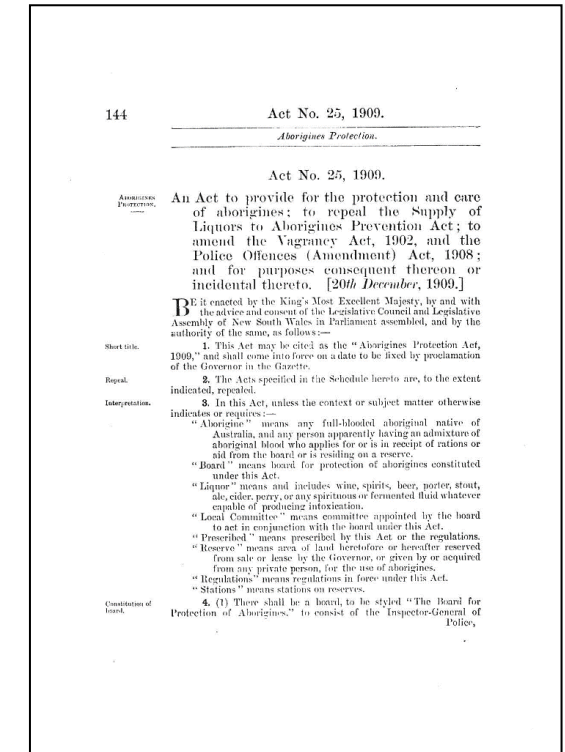 144
Act No. 25, 1909.
Aborigines Protection.
Act No. 25, 1909.
ABORIGINES
PROTECTION.
An Act to provide for the protection and care
of aborigines; to repeal the Supply of
Liquors to Aborigines Prevention Act; to
amend the Vagrancy Act, 1902, and the
Police Offences (Amendment) Act, 1908;
and for purposes consequent thereon or
incidental thereto. [20th December, 1909.]
BE it enacted by the King's Most Excellent Majesty, by and with
the advice and consent of the Legislative Council and Legislative
Assembly of New South Wales in Parliament assembled, and by the
authority of the same, as follows:—
Short title.
1. This Act may be cited as the "Aborigines Protection Act,
1909," and shall come into force on a date to be fixed by proclamation
of the Governor in the Gazette.
Repeal.
2. The Acts specified in the Schedule hereto are, to the extent
indicated, repealed.
Interpretation.
3. In this Act, unless the context or subject matter otherwise
indicates or requires:—
"Aborigine" means any full-blooded aboriginal native of
Australia, and any person apparently having an admixture of
aboriginal blood who applies for or is in receipt of rations or
aid from the board or is residing on a reserve.
"Board" means board for protection of aborigines constituted
under this Act.
"Liquor" means and includes wine, spirits, beer, porter, stout,
ale, cider, perry, or any spirituous or fermented fluid whatever
capable of producing intoxication.
"Local Committee" means committee appointed by the board
to act in conjunction with the board under this Act.
"Prescribed" means prescribed by this Act or the regulations.
"Reserve" means area of land heretofore or hereafter reserved
from sale or lease by the Governor, or given by or acquired
from any private person, for the use of aborigines.
"Regulations" means regulations in force under this Act.
"Stations" means stations on reserves.
Constitution of
board.
4. (1) There shall be a board, to be styled "The Board for
Protection of Aborigines," to consist of the Inspector-General of
Police,